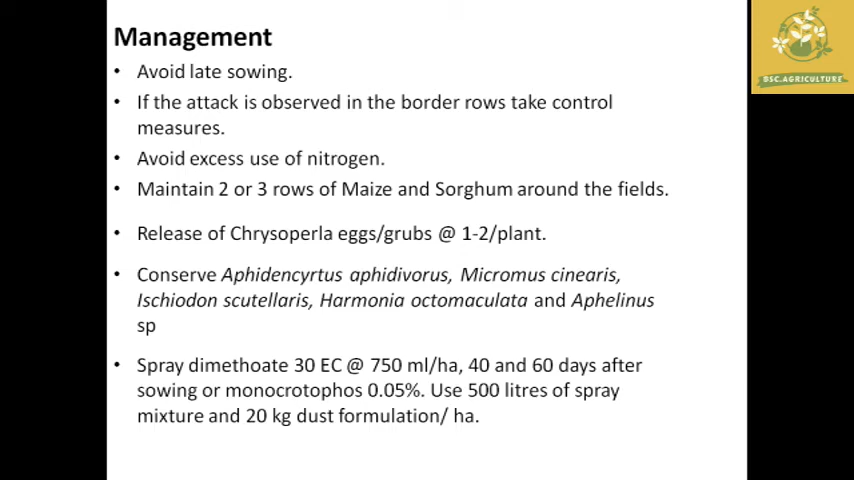 Management
• Avoid late sowing.
• If the attack is observed in the border rows take control
measures.
• Avoid excess use of nitrogen.
• Maintain 2 or 3 rows of Maize and Sorghum around the fields.
• Release of Chrysoperla eggs/grubs @ 1-2/plant.
• Conserve Aphidencyrtus aphidivorus, Micromus cinearis,
Ischiodon scutellaris, Harmonia octomaculata and Aphelinus
sp
• Spray dimethoate 30 EC @ 750 ml/ha, 40 and 60 days after
sowing or monocrotophos 0.05%. Use 500 litres of spray
mixture and 20 kg dust formulation/ ha.
BSC.AGRICULTURE